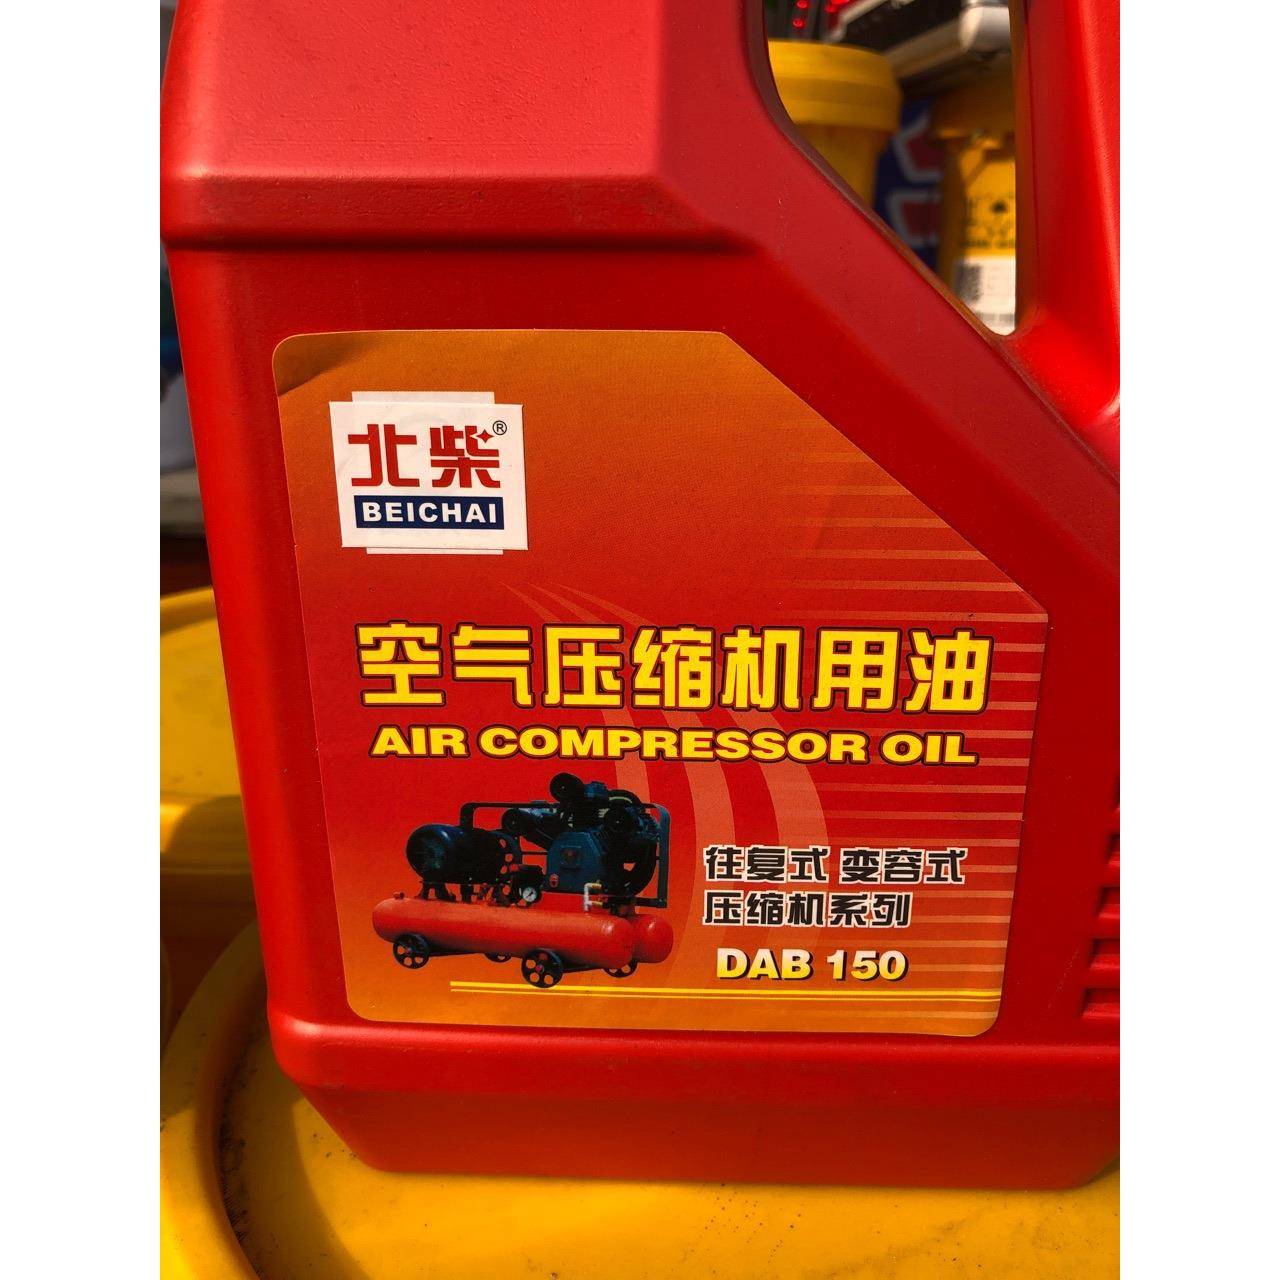 北柴®
BEICHAI
空气压缩机用油
AIR COMPRESSOR OIL
往复式 变容式
压缩机系列
DAB 150